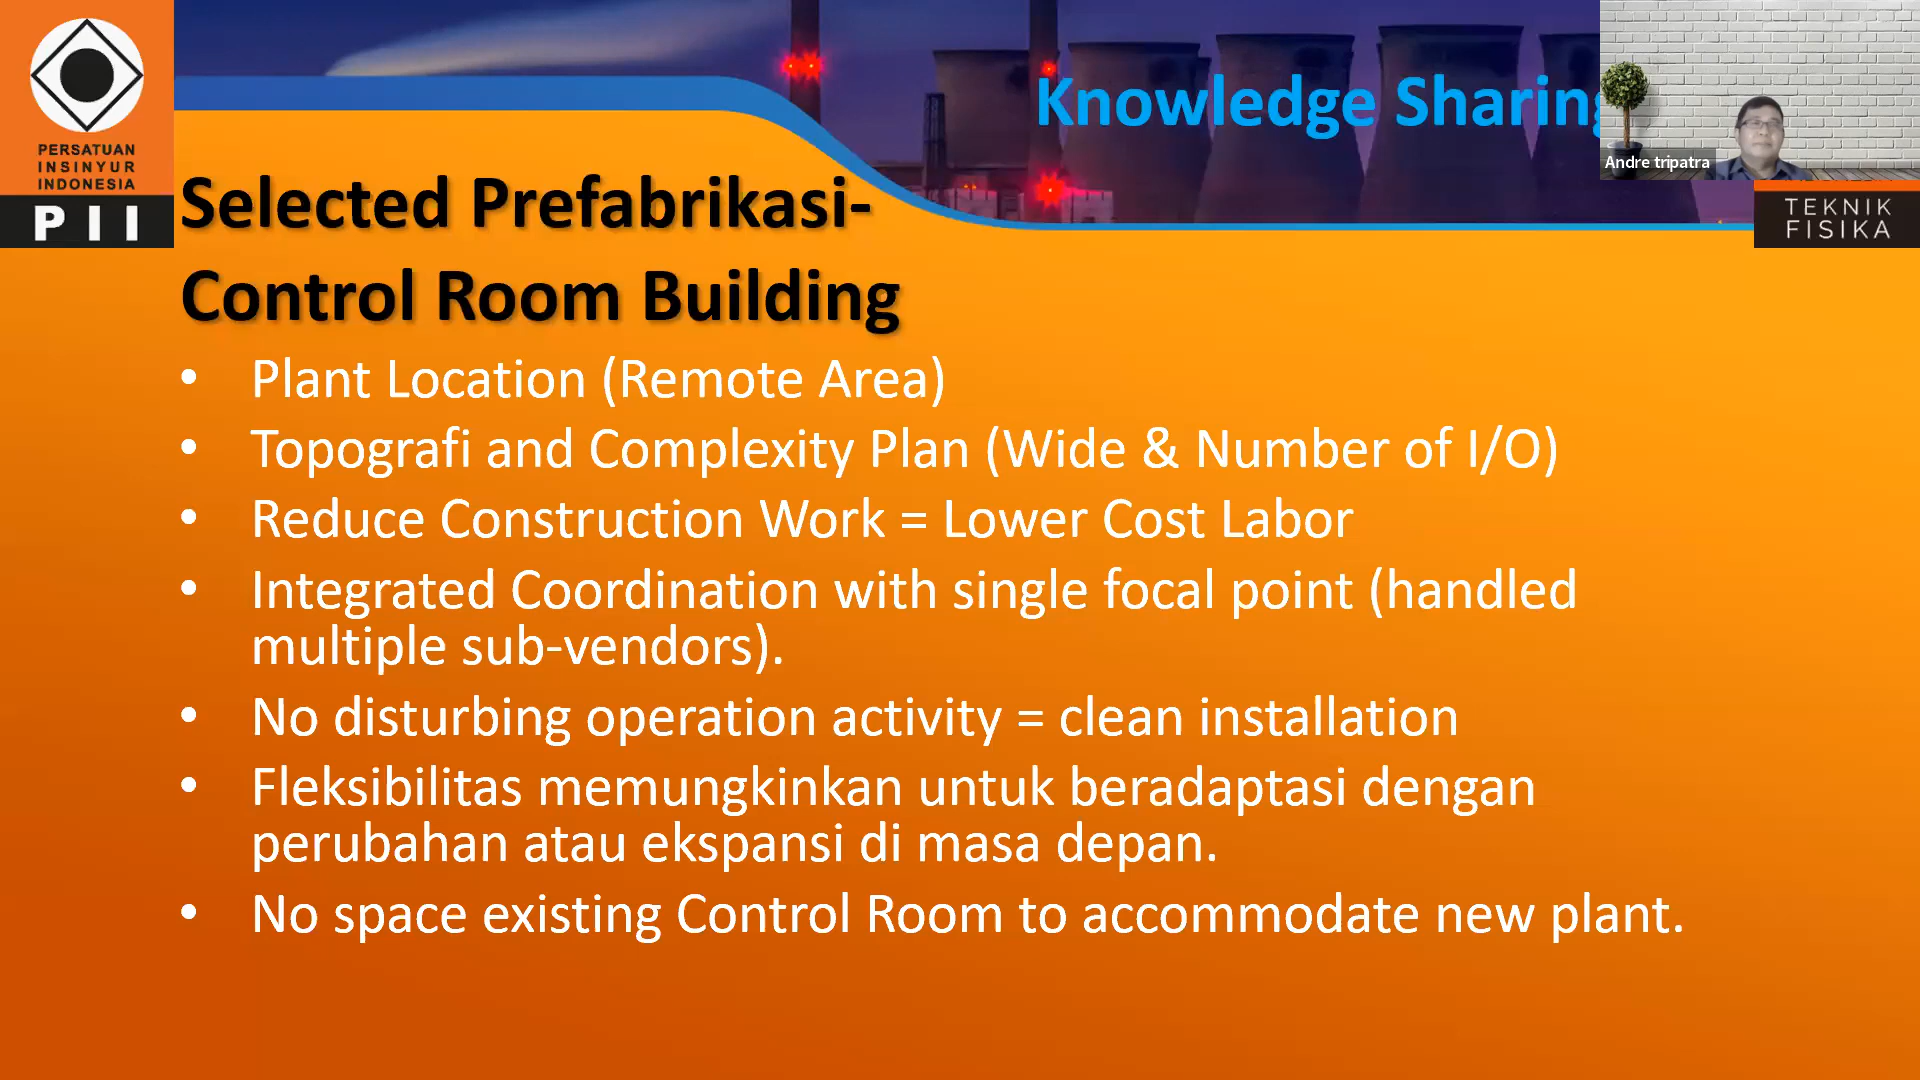 PERSATUAN
INSINYUR
INDONESIA
PII
Knowledge Sharing
Andre tripatra
TEKNIK
FISIKA
Selected Prefabrikasi-
Control Room Building
• Plant Location (Remote Area)
• Topografi and Complexity Plan (Wide & Number of I/O)
• Reduce Construction Work = Lower Cost Labor
• Integrated Coordination with single focal point (handled
multiple sub-vendors).
• No disturbing operation activity = clean installation
• Fleksibilitas memungkinkan untuk beradaptasi dengan
perubahan atau ekspansi di masa depan.
• No space existing Control Room to accommodate new plant.